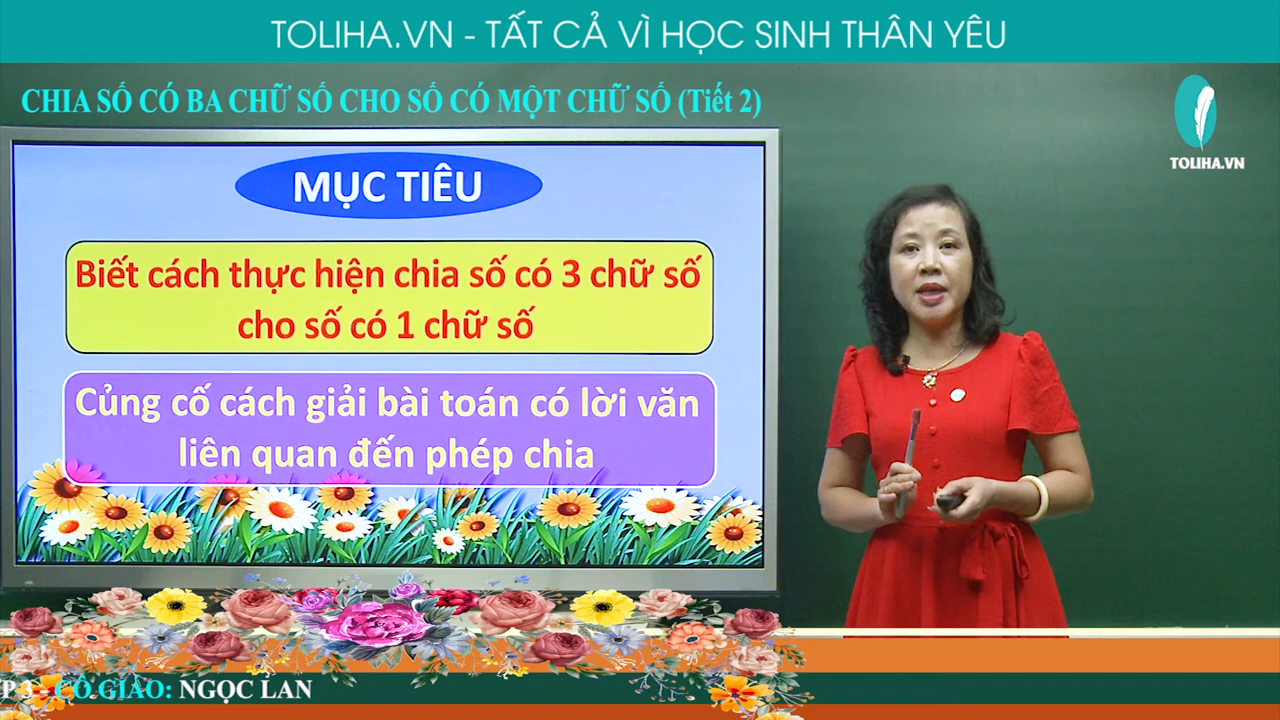 TOLIHA.VN - TẤT CẢ VÌ HỌC SINH THÂN YÊU
CHIA SỐ CÓ BA CHỮ SỐ CHO SỐ CÓ MỘT CHỮ SỐ (Tiết 2)
TOLIHA.VN
MỤC TIÊU
Biết cách thực hiện chia số có 3 chữ số
cho số có 1 chữ số
Củng cố cách giải bài toán có lời văn
liên quan đến phép chia
P 3 - CÔ GIÁO: NGỌC LAN